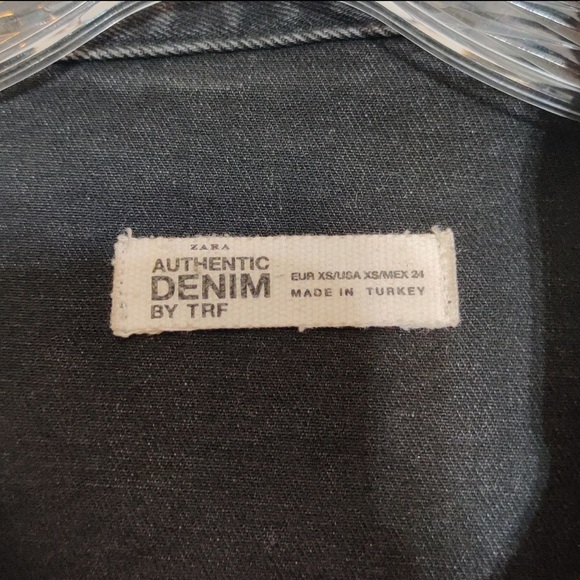 ZARA
AUTHENTIC
DENIM
BY TRF
EUR XS/USA XS/MEX 24
MADE IN TURKEY